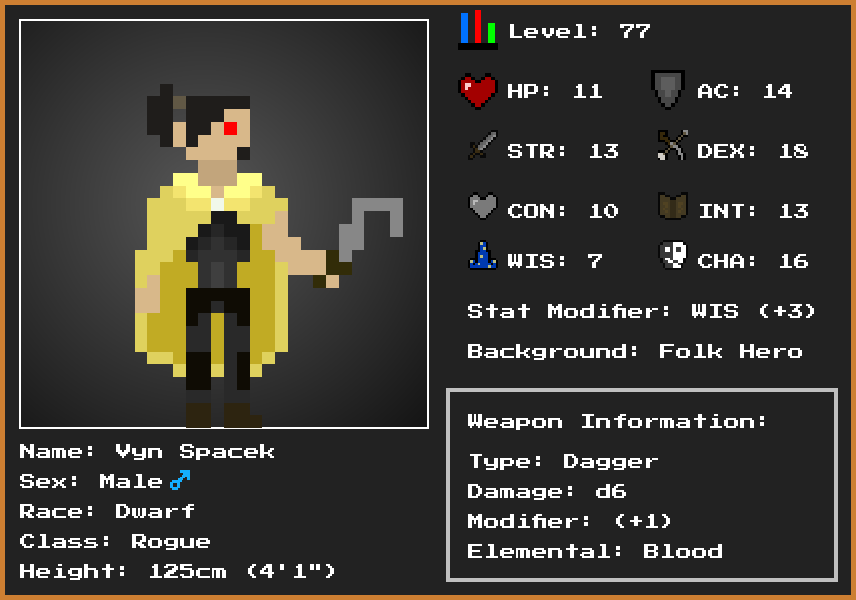 Level: 77
HP: 11 AC: 14
STR: 13 DEX: 18
CON: 10 INT: 13
WIS: 7 CHA: 16
Stat Modifier: WIS (+3)
Background: Folk Hero
Weapon Information:
Type: Dagger
Damage: d6
Modifier: (+1)
Elemental: Blood
Name: Vyn Spacek
Sex: Male ♂
Race: Dwarf
Class: Rogue
Height: 125cm (4'1")